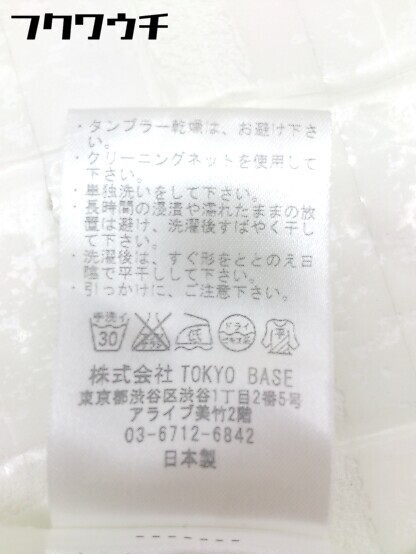 フクワウチ
・タンブラー乾燥は、お避け下さ
い。
・クリーニングネットを使用して
下さい。
・単独洗いをして下さい。
・長時間の浸漬や濡れたままの放
置は避け、洗濯後すばやく干し
て下さい。
・洗濯後は、すぐ形をととのえ日
陰で平干しして下さい。
・引っかけに、ご注意下さい。
手洗イ 30 低 ドライ
株式会社 TOKYO BASE
東京都渋谷区渋谷1丁目2番5号
アライブ美竹2階
03-6712-6842
日本製